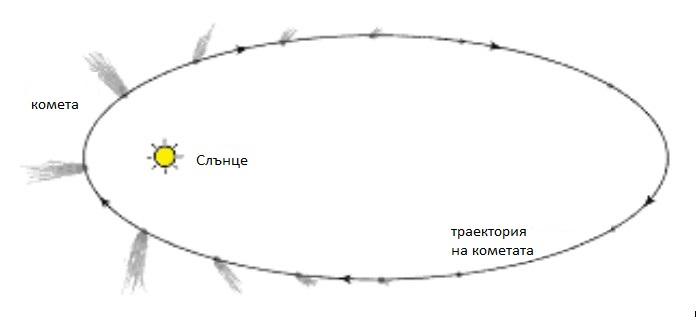 комета
Слънце
траектория
на кометата